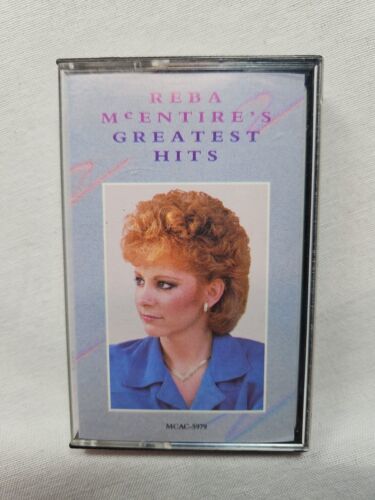 REBA
McENTIRE'S
GREATEST
HITS
MCAC-5979